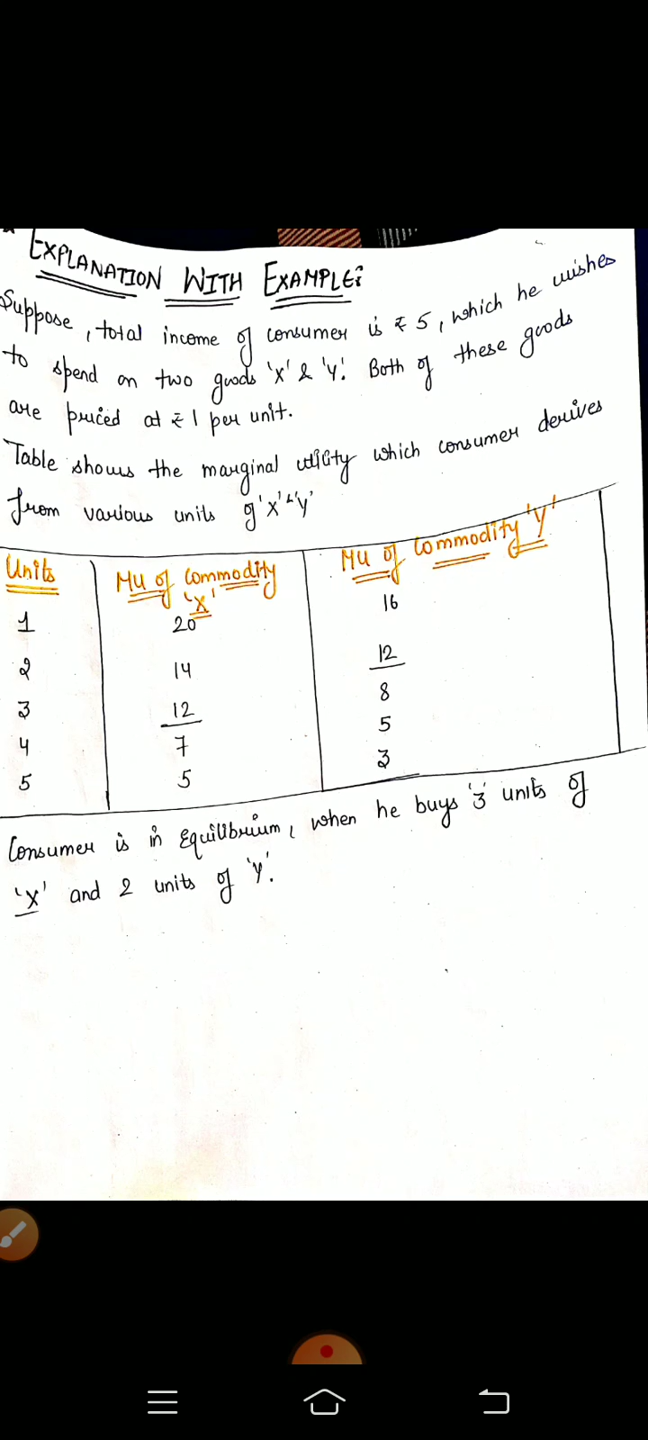 EXPLANATION WITH EXAMPLE:
Suppose, total income of consumer is ₹ 5, which he wishes
to spend on two goods 'X' & 'Y'. Both of these goods
are priced at ₹ 1 per unit.
Table shows the marginal utility which consumer derives
from various units of 'X' & 'Y'
Units MU of Commodity 'X' MU of Commodity 'Y'
1 20 16
2 14 12
3 12 8
4 7 5
5 5 3
Consumer is in Equilibrium, when he buys '3' units of
'X' and 2 units of 'Y'.